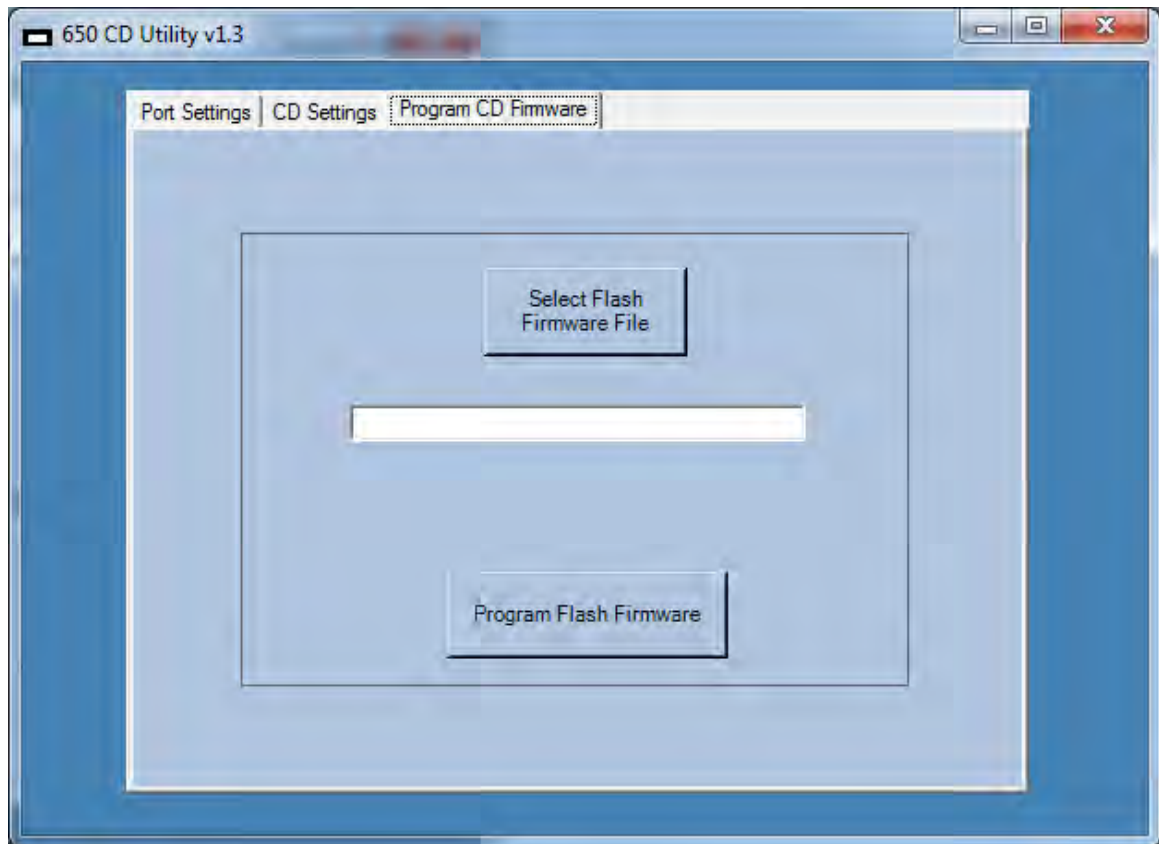 650 CD Utility v1.3
Port Settings CD Settings Program CD Firmware
Select Flash
Firmware File
Program Flash Firmware